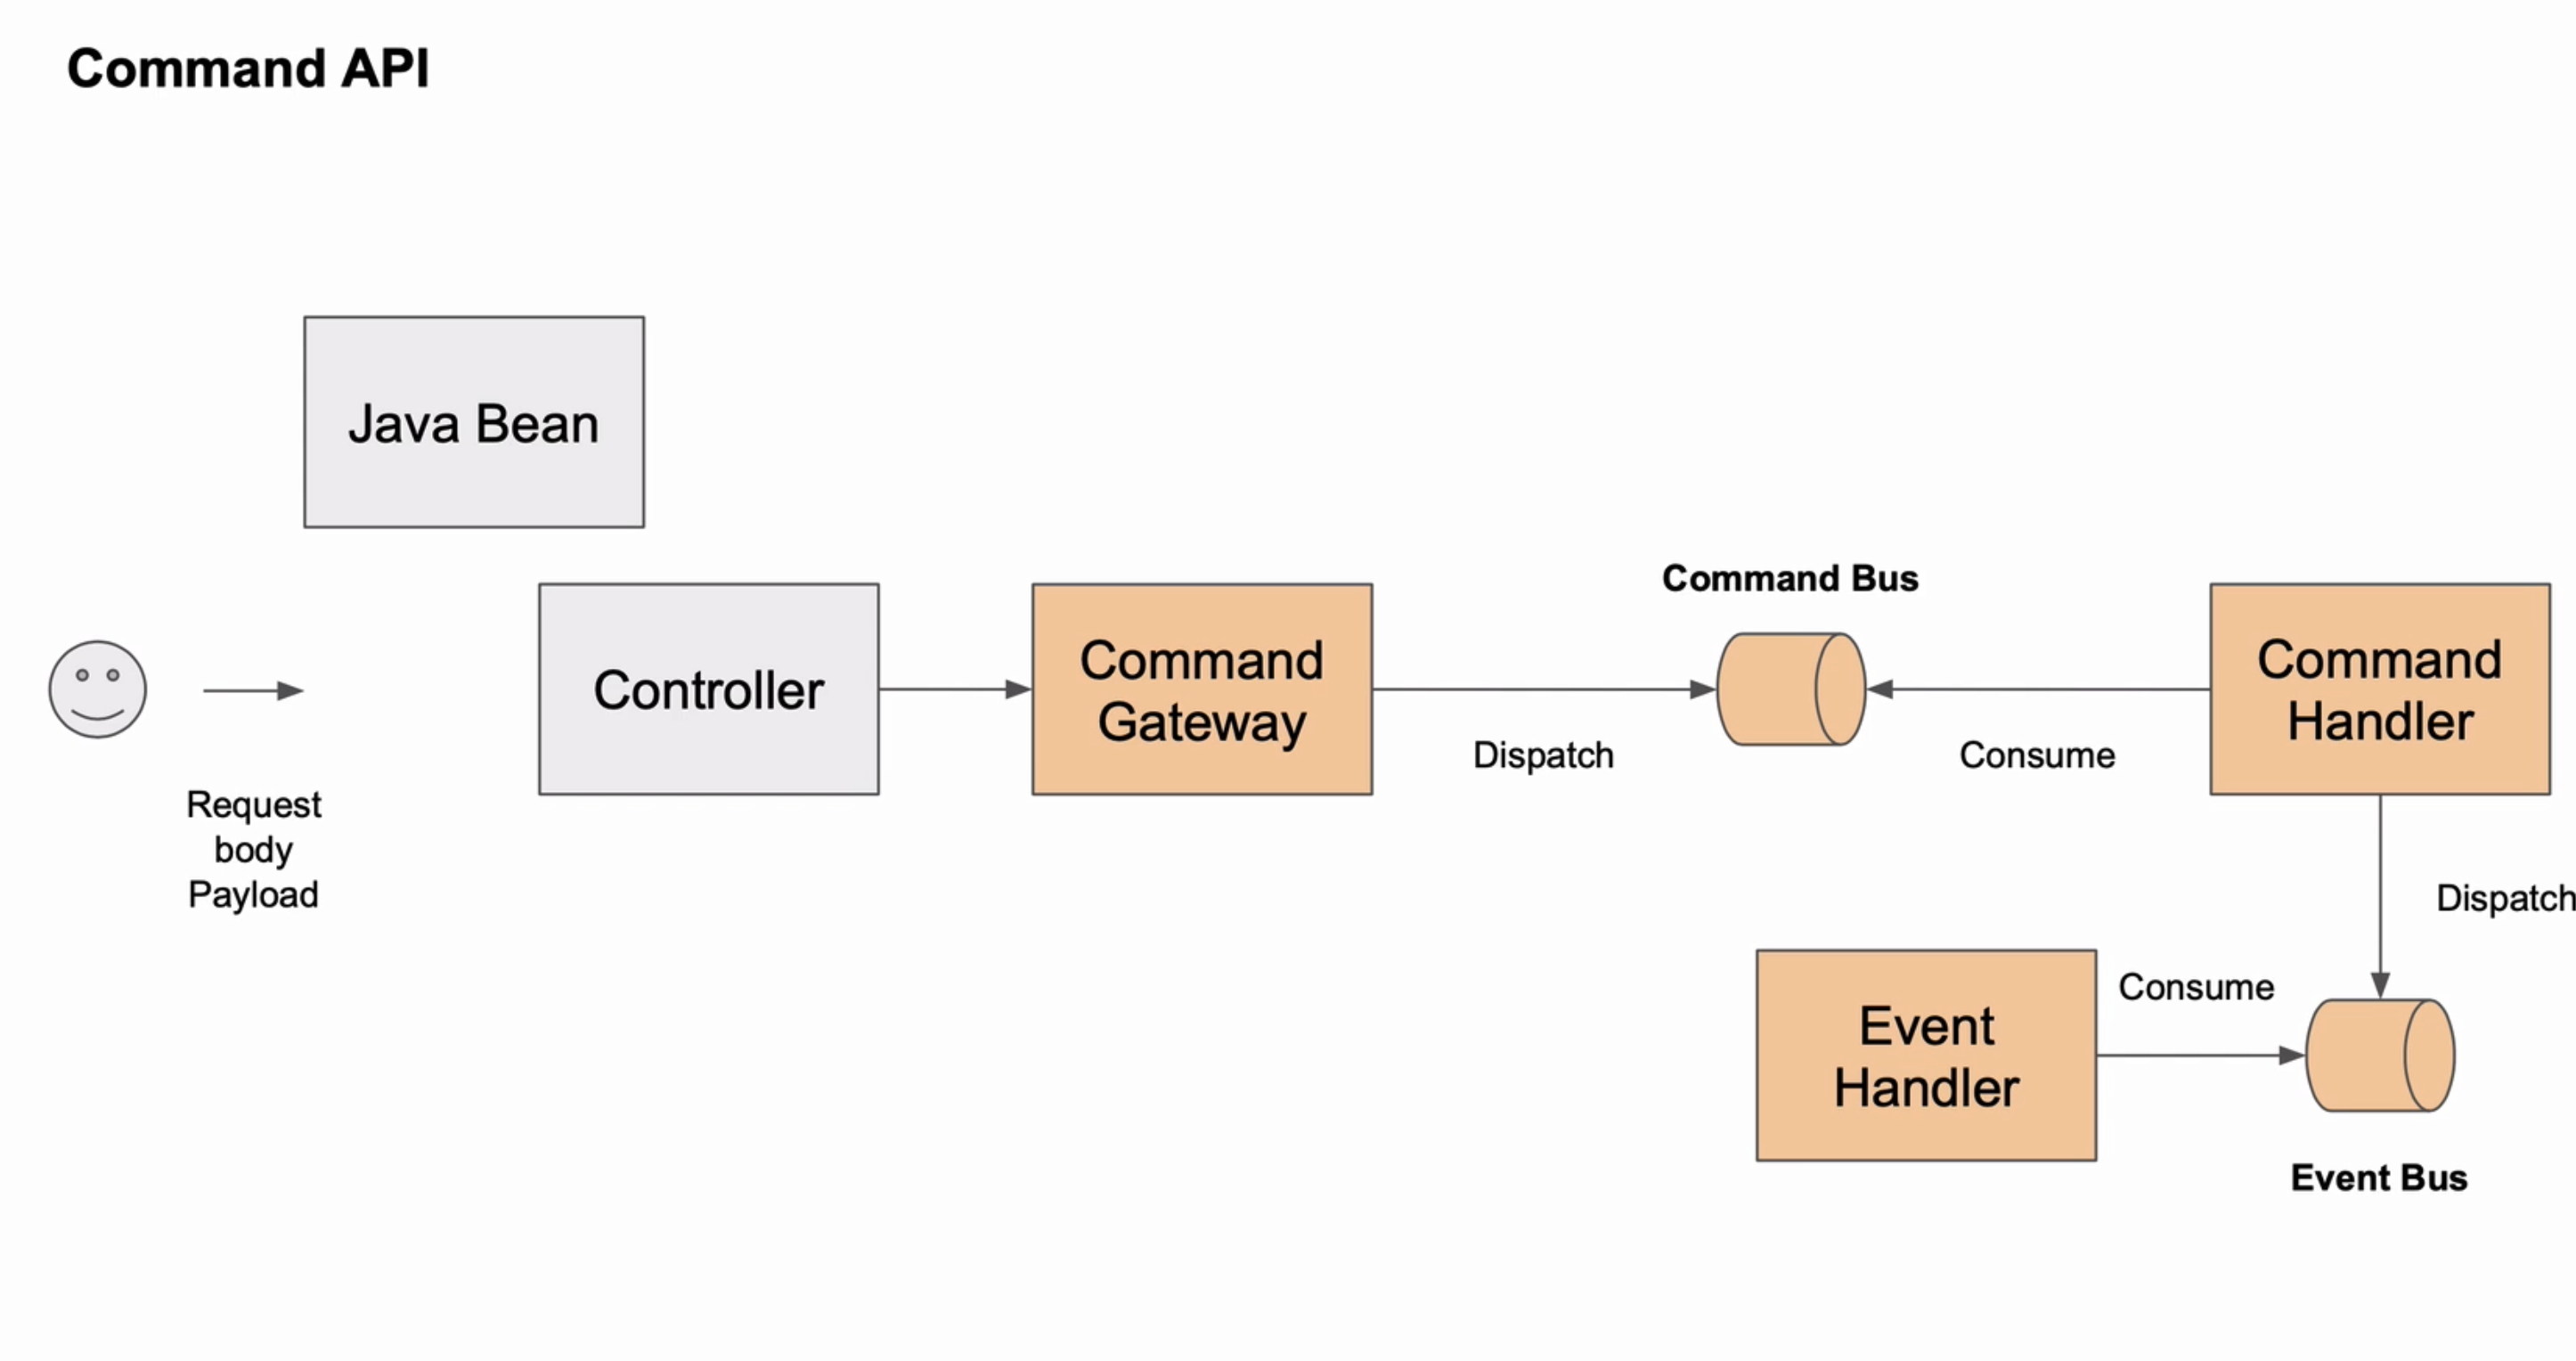 Command API
Java Bean
Controller
Command
Gateway
Command Bus
Command
Handler
Dispatch
Consume
Request
body
Payload
Dispatch
Event
Handler
Consume
Event Bus